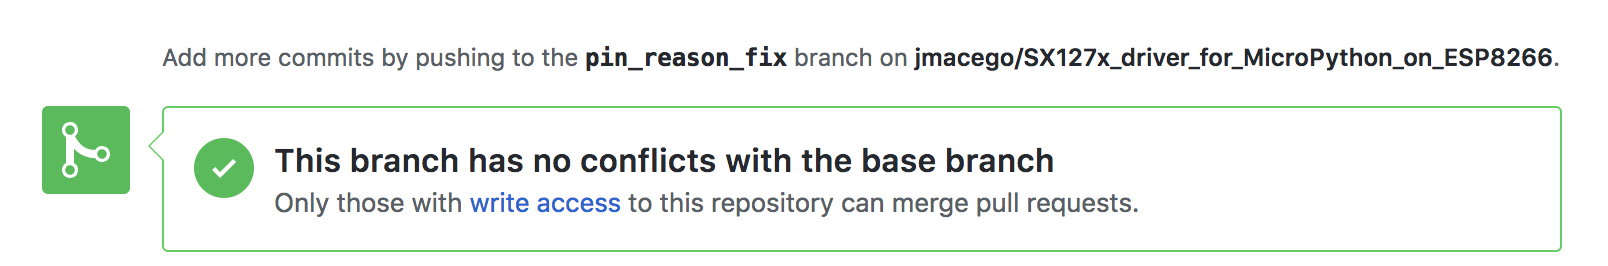 Add more commits by pushing to the pin_reason_fix branch on jmacego/SX127x_driver_for_MicroPython_on_ESP8266.
This branch has no conflicts with the base branch
Only those with write access to this repository can merge pull requests.